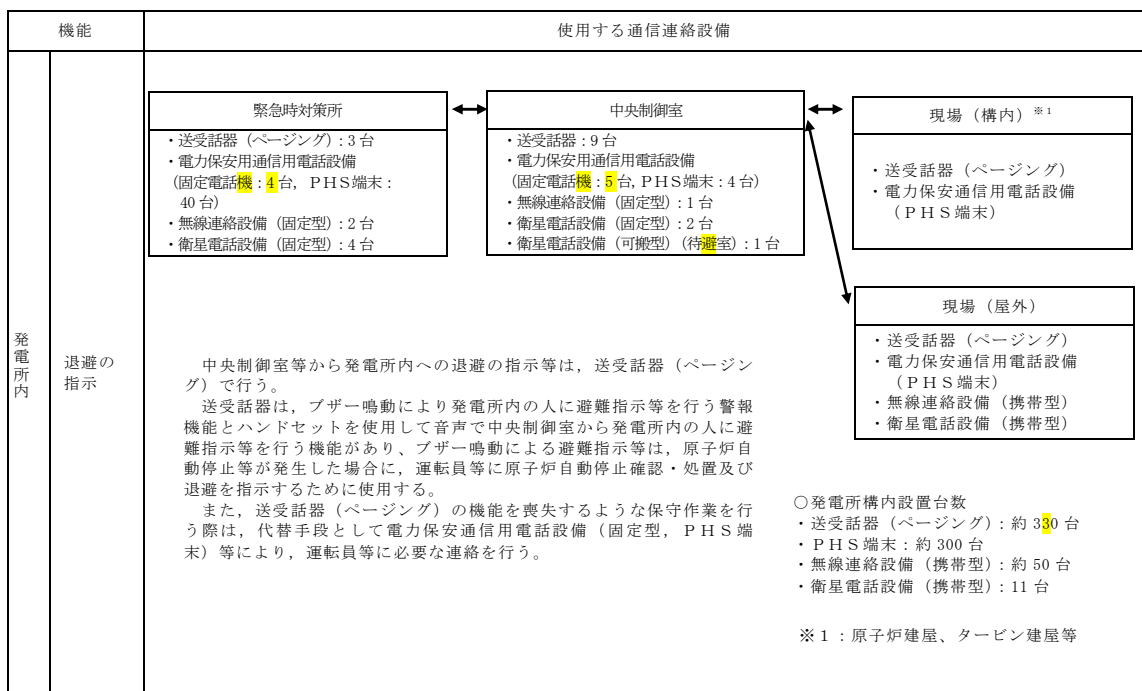 機能
使用する通信連絡設備
発電所内
退避の
指示
緊急時対策所
・送受話器（ページング）：3 台
・電力保安用通信用電話設備
(固定電話機：4 台，ＰＨＳ端末：
40 台)
・無線連絡設備（固定型）：2 台
・衛星電話設備（固定型）：4 台
中央制御室
・送受話器：9 台
・電力保安用通信用電話設備
(固定電話機：5 台，ＰＨＳ端末：4 台)
・無線連絡設備（固定型）：1 台
・衛星電話設備（固定型）：2 台
・衛星電話設備（可搬型）（待避室）：1 台
現場（構内）※1
・送受話器（ページング）
・電力保安通信用電話設備
（ＰＨＳ端末）
現場（屋外）
・送受話器（ページング）
・電力保安通信用電話設備
（ＰＨＳ端末）
・無線連絡設備（携帯型）
・衛星電話設備（携帯型）
中央制御室等から発電所内への退避の指示等は，送受話器（ページン
グ）で行う。
送受話器は，ブザー鳴動により発電所内の人に避難指示等を行う警報
機能とハンドセットを使用して音声で中央制御室から発電所内の人に避
難指示等を行う機能があり、ブザー鳴動による避難指示等は，原子炉自
動停止等が発生した場合に，運転員等に原子炉自動停止確認・処置及び
退避を指示するために使用する。
また，送受話器（ページング）の機能を喪失するような保守作業を行
う際は，代替手段として電力保安通信用電話設備（固定型，ＰＨＳ端
末）等により，運転員等に必要な連絡を行う。
○発電所構内設置台数
・送受話器（ページング）：約 330 台
・ＰＨＳ端末：約 300 台
・無線連絡設備（携帯型）：約 50 台
・衛星電話設備（携帯型）：11 台
※１：原子炉建屋、タービン建屋等